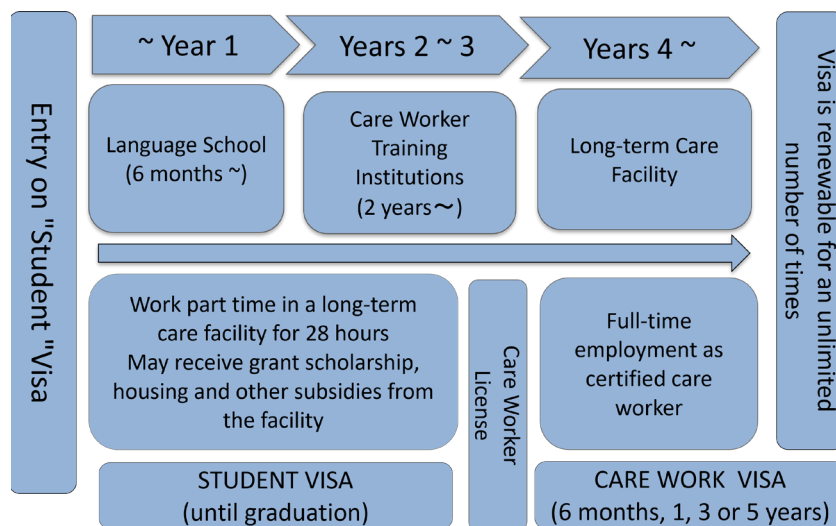 Entry on "Student "Visa
~ Year 1
Years 2 ~ 3
Years 4 ~
Language School
(6 months ~)
Care Worker
Training
Institutions
(2 years～)
Long-term Care
Facility
Visa is renewable for an unlimited
number of times
Work part time in a long-term
care facility for 28 hours
May receive grant scholarship,
housing and other subsidies from
the facility
Care Worker
License
Full-time
employment as
certified care
worker
STUDENT VISA
(until graduation)
CARE WORK VISA
(6 months, 1, 3 or 5 years)